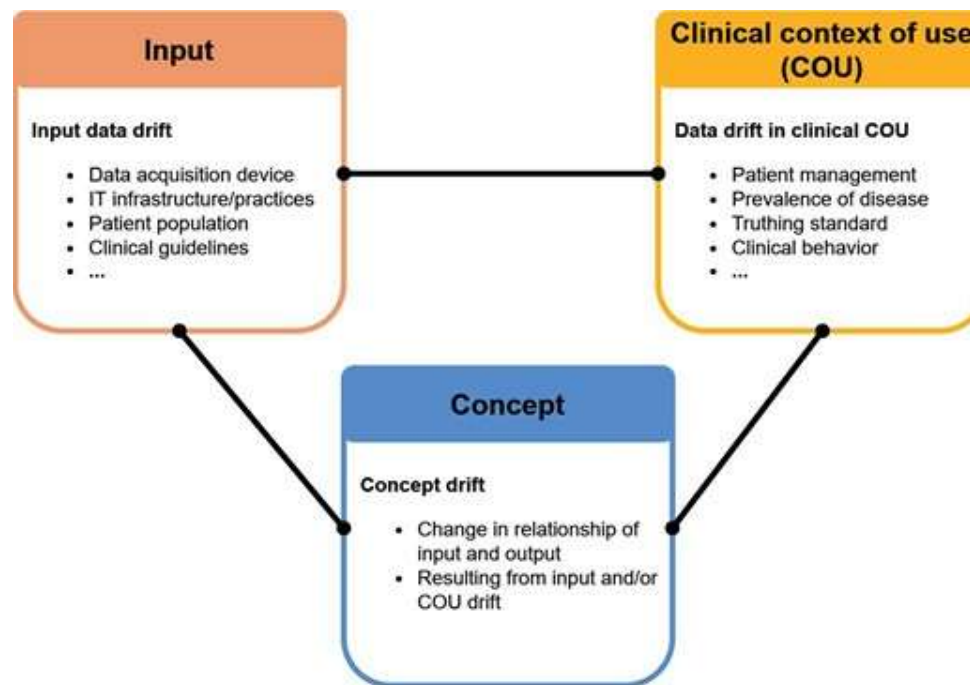 Input
Input data drift
• Data acquisition device
• IT infrastructure/practices
• Patient population
• Clinical guidelines
• ...
Clinical context of use
(COU)
Data drift in clinical COU
• Patient management
• Prevalence of disease
• Truthing standard
• Clinical behavior
• ...
Concept
Concept drift
• Change in relationship of
input and output
• Resulting from input and/or
COU drift